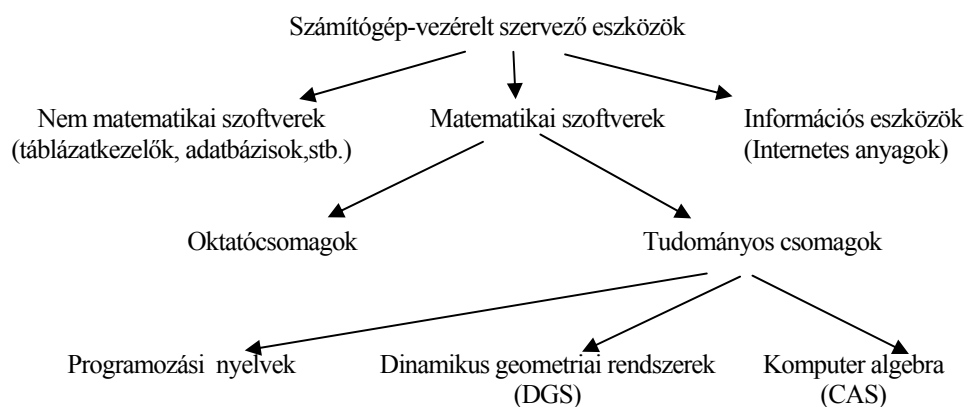 Számítógép-vezérelt szervező eszközök
Nem matematikai szoftverek
(táblázatkezelők, adatbázisok,stb.)
Matematikai szoftverek
Információs eszközök
(Internetes anyagok)
Oktatócsomagok
Tudományos csomagok
Programozási nyelvek
Dinamikus geometriai rendszerek
(DGS)
Komputer algebra
(CAS)